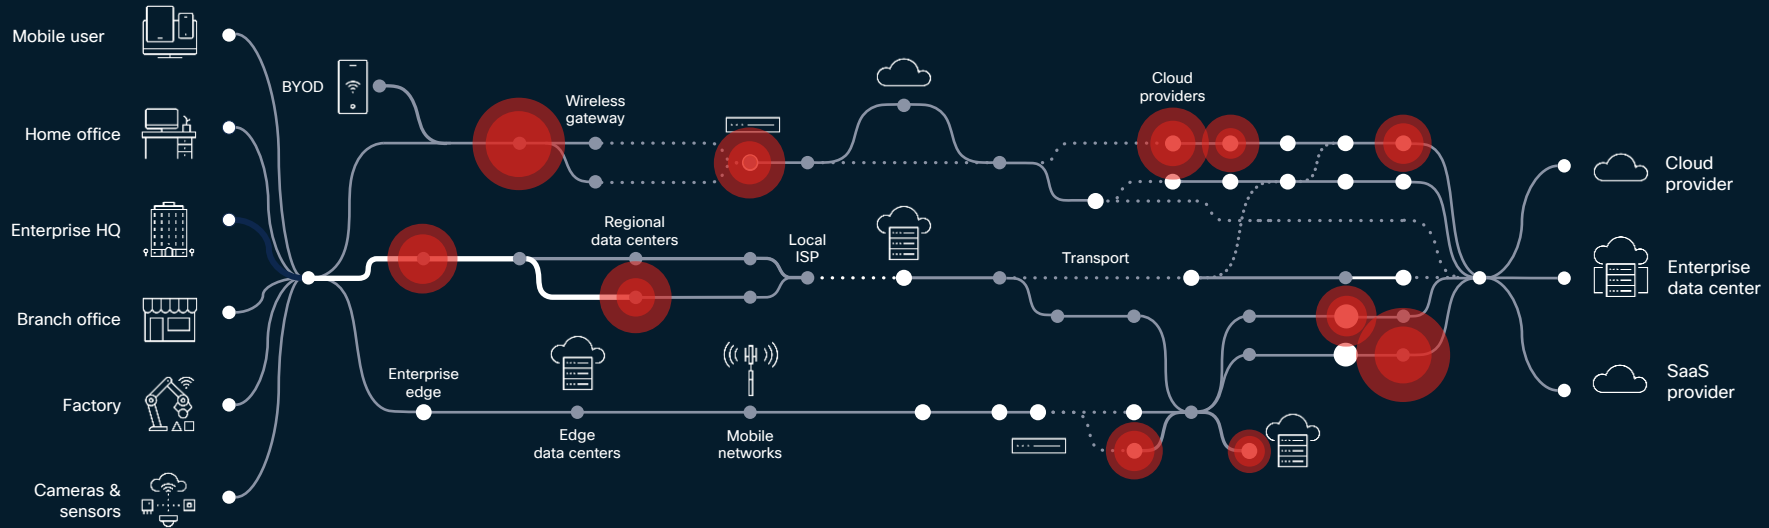 Mobile user
Home office
Enterprise HQ
Branch office
Factory
Cameras &
sensors
BYOD
Wireless
gateway
Regional
data centers
Local
ISP
Enterprise
edge
Edge
data centers
Mobile
networks
Cloud
providers
Transport
Cloud
provider
Enterprise
data center
SaaS
provider